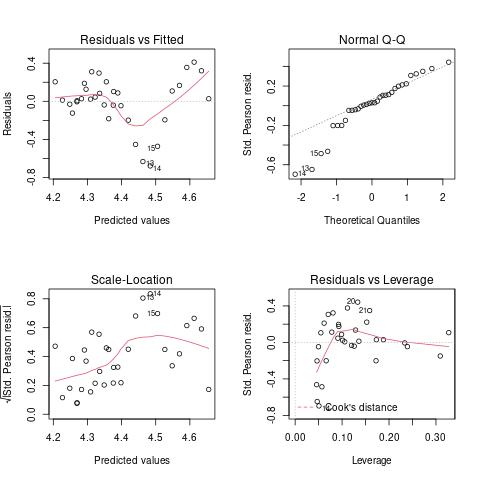 Residuals vs Fitted
Residuals
-0.8 -0.4 0.0 0.4
15
13
14
4.2 4.3 4.4 4.5 4.6
Predicted values
Normal Q-Q
Std. Pearson resid.
-0.6 -0.2 0.2
15
13
14
-2 -1 0 1 2
Theoretical Quantiles
Scale-Location
√|Std. Pearson resid.|
0.0 0.2 0.4 0.6 0.8
14
13
15
4.2 4.3 4.4 4.5 4.6
Predicted values
Residuals vs Leverage
Std. Pearson resid.
-0.8 -0.4 0.0 0.4
20
21
Cook's distance
0.00 0.10 0.20 0.30
Leverage